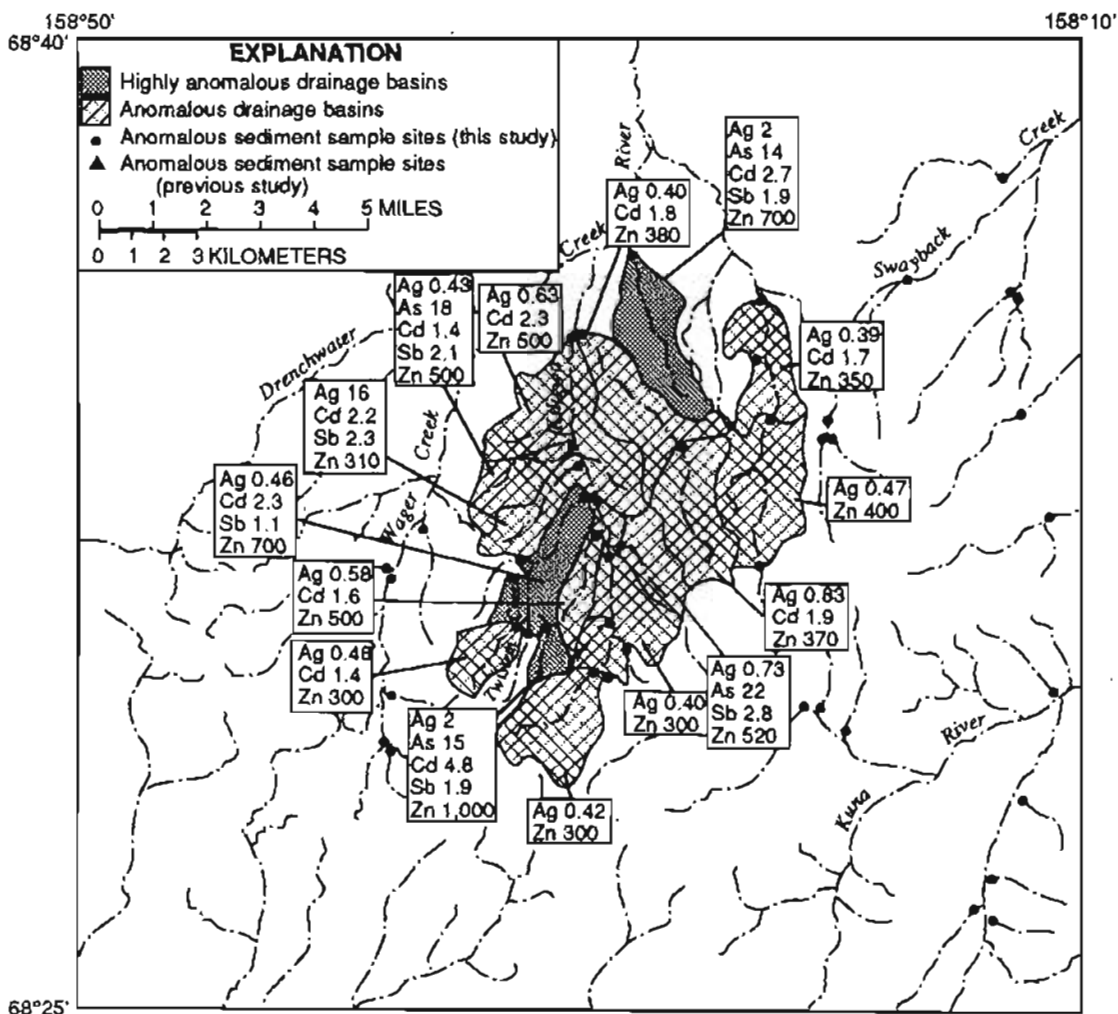 158°50'
158°10'
68°40'
EXPLANATION
Highly anomalous drainage basins
Anomalous drainage basins
Anomalous sediment sample sites (this study)
Anomalous sediment sample sites
(previous study)
0 1 2 3 4 5 MILES
0 1 2 3 KILOMETERS
River
Creek
Ag 2
As 14
Cd 2.7
Sb 1.9
Zn 700
Ag 0.40
Cd 1.8
Zn 380
Creek
Swayback
Ag 0.43
As 18
Cd 1.4
Sb 2.1
Zn 500
Ag 0.63
Cd 2.3
Zn 500
Ag 0.39
Cd 1.7
Zn 350
Drenchwater
Ag 16
Cd 2.2
Sb 2.3
Zn 310
Creek
Wager
Ag 0.46
Cd 2.3
Sb 1.1
Zn 700
Ag 0.47
Zn 400
Ag 0.58
Cd 1.6
Zn 500
Ag 0.83
Cd 1.9
Zn 370
Ag 0.48
Cd 1.4
Zn 300
Ag 0.73
As 22
Sb 2.8
Zn 520
Ag 0.40
Zn 300
Ag 2
As 15
Cd 4.8
Sb 1.9
Zn 1,000
Ag 0.42
Zn 300
River
Kuna
68°25'